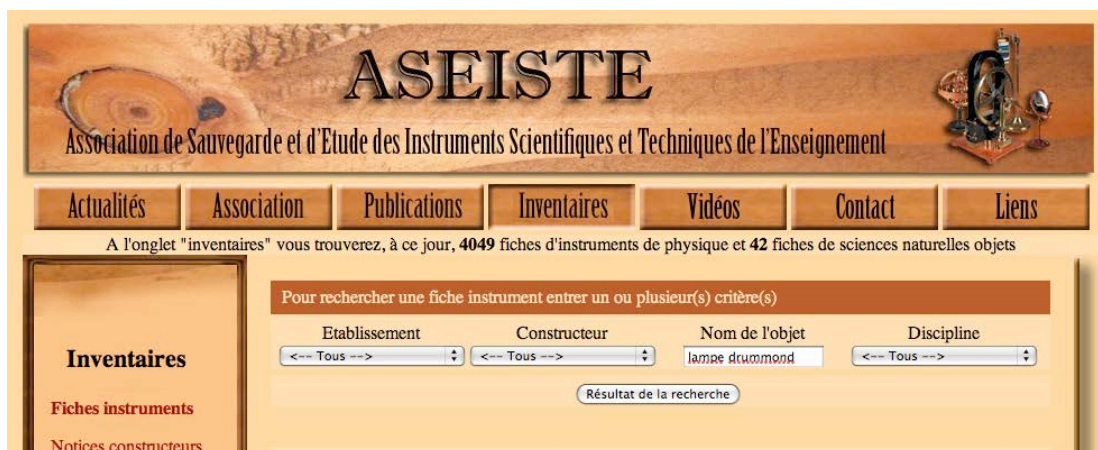 ASEISTE
Association de Sauvegarde et d'Etude des Instruments Scientifiques et Techniques de l'Enseignement
Actualités Association Publications Inventaires Vidéos Contact Liens
A l'onglet "inventaires" vous trouverez, à ce jour, 4049 fiches d'instruments de physique et 42 fiches de sciences naturelles objets
Pour rechercher une fiche instrument entrer un ou plusieur(s) critère(s)
Etablissement Constructeur Nom de l'objet Discipline
<-- Tous --> <-- Tous --> lampe drummond <-- Tous -->
Résultat de la recherche
Inventaires
Fiches instruments
Notices constructeurs